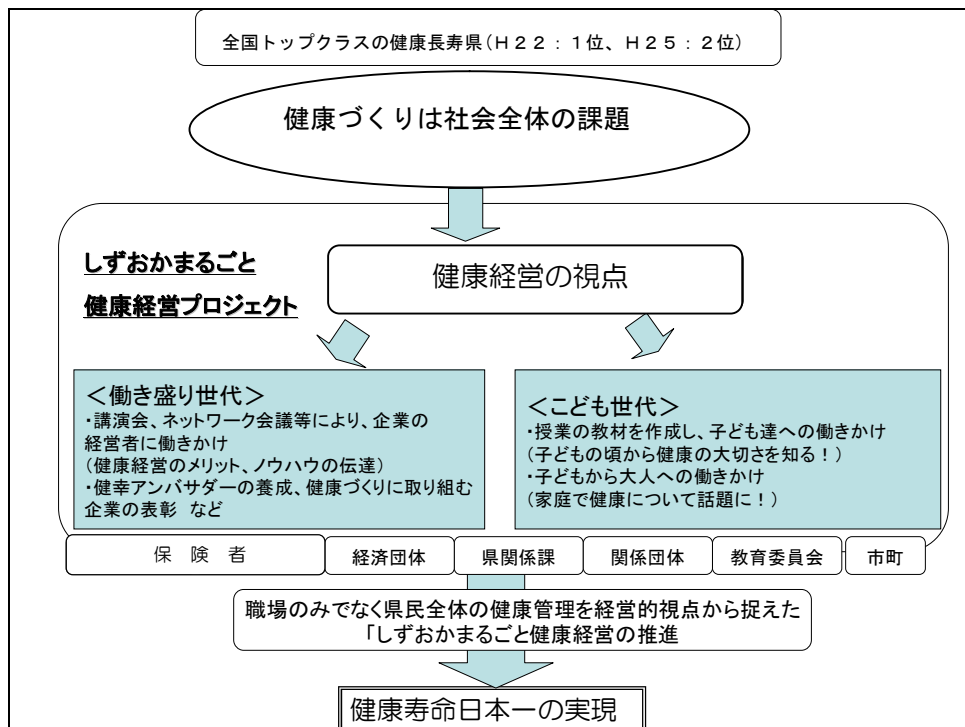 全国トップクラスの健康長寿県(H22:1位、H25:2位)
健康づくりは社会全体の課題
しずおかまるごと
健康経営プロジェクト
健康経営の視点
＜働き盛り世代＞
・講演会、ネットワーク会議等により、企業の
経営者に働きかけ
(健康経営のメリット、ノウハウの伝達)
・健幸アンバサダーの養成、健康づくりに取り組む
企業の表彰 など
＜こども世代＞
・授業の教材を作成し、子ども達への働きかけ
(子どもの頃から健康の大切さを知る！)
・子どもから大人への働きかけ
(家庭で健康について話題に！)
保 険 者
経済団体
県関係課
関係団体
教育委員会
市町
職場のみでなく県民全体の健康管理を経営的視点から捉えた
「しずおかまるごと健康経営の推進
健康寿命日本一の実現